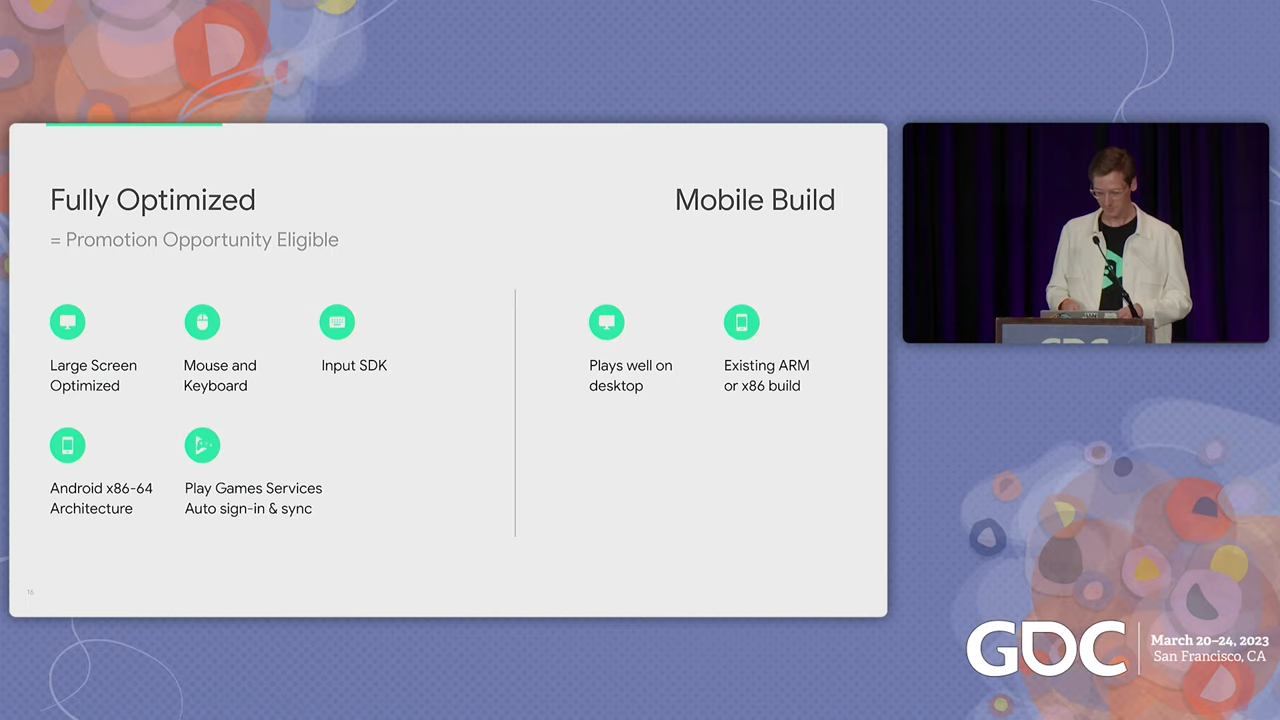 Fully Optimized
= Promotion Opportunity Eligible
Large Screen
Optimized
Mouse and
Keyboard
Input SDK
Android x86-64
Architecture
Play Games Services
Auto sign-in & sync
16
Mobile Build
Plays well on
desktop
Existing ARM
or x86 build
GDC
GDC
March 20–24, 2023
San Francisco, CA